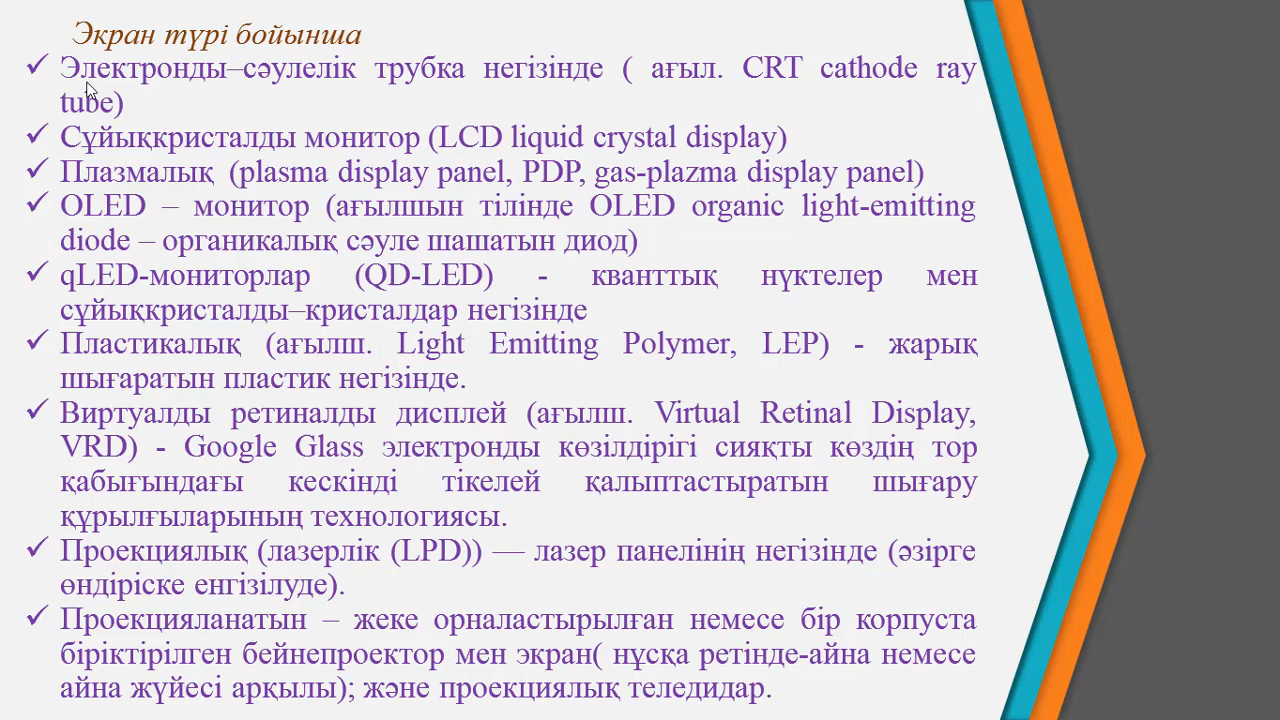 Экран түрі бойынша
Электронды–сәулелік трубка негізінде ( ағыл. CRT cathode ray
tube)
Сұйыққристалды монитор (LCD liquid crystal display)
Плазмалық (plasma display panel, PDP, gas-plazma display panel)
OLED – монитор (ағылшын тілінде OLED organic light-emitting
diode – органикалық сәуле шашатын диод)
qLED-мониторлар (QD-LED) - кванттық нүктелер мен
сұйыққристалды–кристалдар негізінде
Пластикалық (ағылш. Light Emitting Polymer, LEP) - жарық
шығаратын пластик негізінде.
Виртуалды ретиналды дисплей (ағылш. Virtual Retinal Display,
VRD) - Google Glass электронды көзілдірігі сияқты көздің тор
қабығындағы кескінді тікелей қалыптастыратын шығару
құрылғыларының технологиясы.
Проекциялық (лазерлік (LPD)) — лазер панелінің негізінде (әзірге
өндіріске енгізілуде).
Проекцияланатын – жеке орналастырылған немесе бір корпуста
біріктірілген бейнепроектор мен экран( нұсқа ретінде-айна немесе
айна жүйесі арқылы); және проекциялық теледидар.